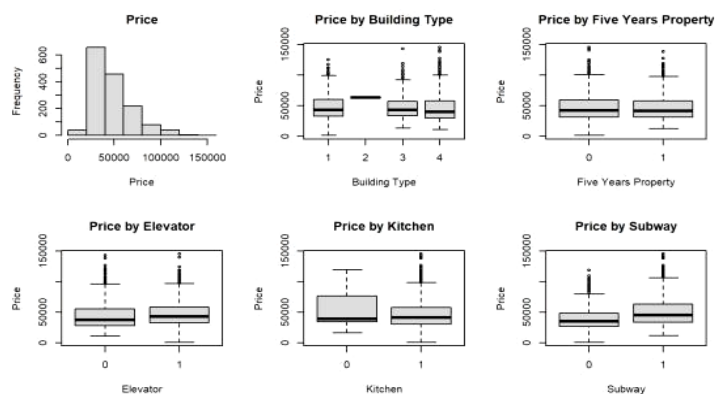 Price
Frequency
0 200 400 600
0 50000 100000 150000
Price
Price by Building Type
Price
0 50000 150000
1 2 3 4
Building Type
Price by Five Years Property
Price
0 50000 150000
0 1
Five Years Property
Price by Elevator
Price
0 50000 150000
0 1
Elevator
Price by Kitchen
Price
0 50000 150000
0 1
Kitchen
Price by Subway
Price
0 50000 150000
0 1
Subway